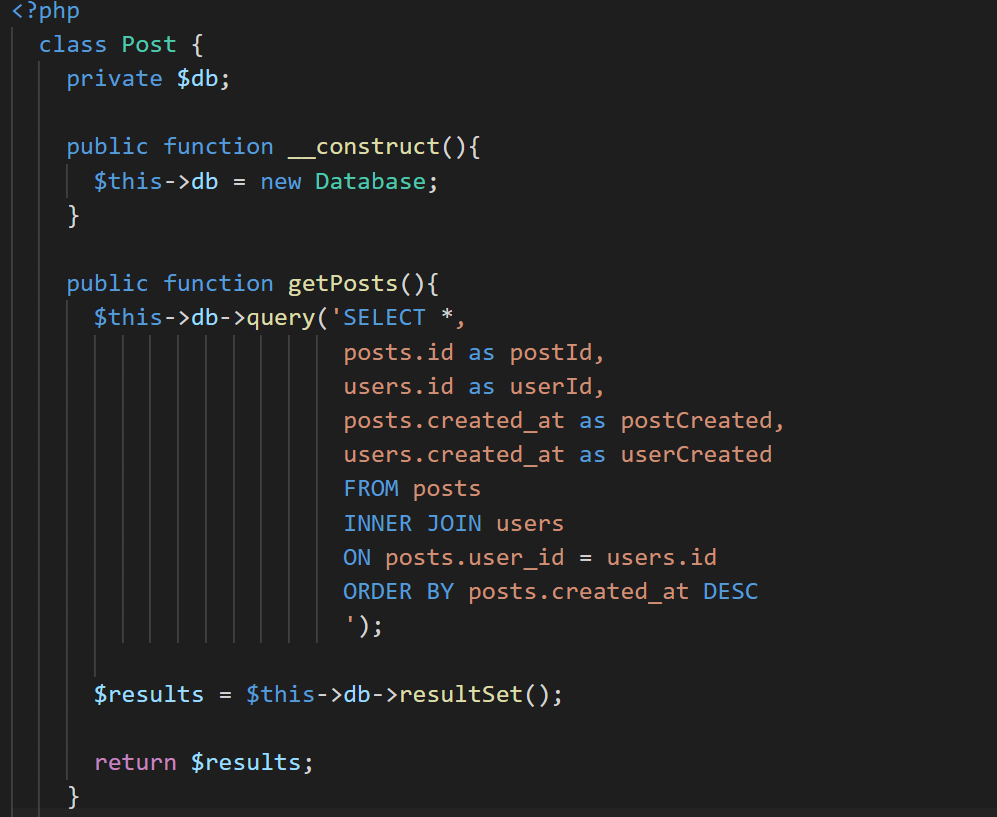 <?php
class Post {
private $db;
public function __construct(){
$this->db = new Database;
}
public function getPosts(){
$this->db->query('SELECT *,
posts.id as postId,
users.id as userId,
posts.created_at as postCreated,
users.created_at as userCreated
FROM posts
INNER JOIN users
ON posts.user_id = users.id
ORDER BY posts.created_at DESC
');
$results = $this->db->resultSet();
return $results;
}